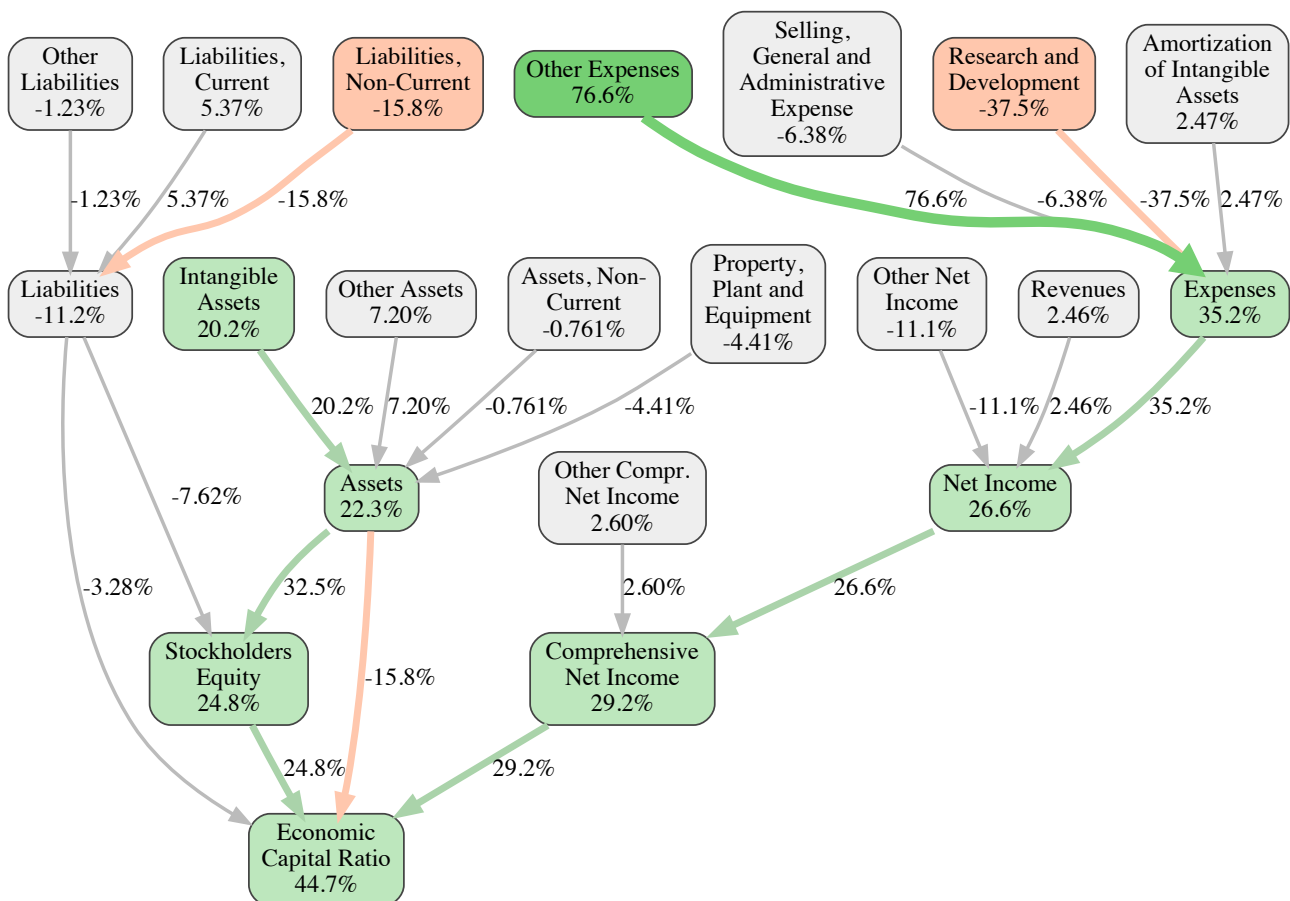 Other
Liabilities
-1.23%
Liabilities,
Current
5.37%
Liabilities,
Non-Current
-15.8%
Other Expenses
76.6%
Selling,
General and
Administrative
Expense
-6.38%
Research and
Development
-37.5%
Amortization
of Intangible
Assets
2.47%
-1.23%
5.37%
-15.8%
76.6%
-6.38%
-37.5%
2.47%
Liabilities
-11.2%
Intangible
Assets
20.2%
Other Assets
7.20%
Assets, Non-
Current
-0.761%
Property,
Plant and
Equipment
-4.41%
Other Net
Income
-11.1%
Revenues
2.46%
Expenses
35.2%
20.2%
7.20%
-0.761%
-4.41%
-11.1%
2.46%
35.2%
-7.62%
Assets
22.3%
Other Compr.
Net Income
2.60%
Net Income
26.6%
-3.28%
32.5%
2.60%
26.6%
Stockholders
Equity
24.8%
-15.8%
Comprehensive
Net Income
29.2%
24.8%
29.2%
Economic
Capital Ratio
44.7%